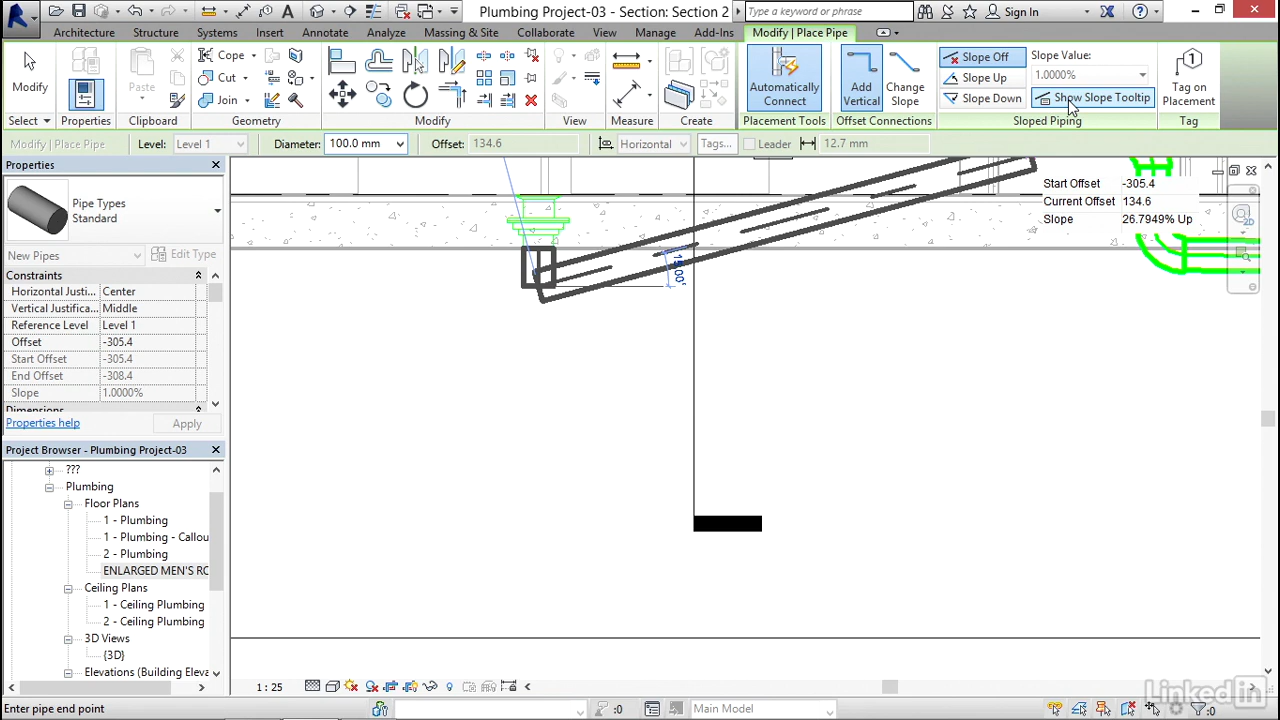 Plumbing Project-03 - Section: Section 2
Type a keyword or phrase
Sign In
Architecture Structure Systems Insert Annotate Analyze Massing & Site Collaborate View Manage Add-Ins Modify | Place Pipe
Modify
Select
Properties
Paste
Clipboard
Cope
Cut
Join
Geometry
Modify
View
Measure
Create
Automatically
Connect
Placement Tools
Add
Vertical
Change
Slope
Offset Connections
Slope Off
Slope Up
Slope Down
Slope Value:
1.0000%
Show Slope Tooltip
Sloped Piping
Tag on
Placement
Tag
Modify | Place Pipe Level: Level 1 Diameter: 100.0 mm Offset: 134.6 Horizontal Tags... Leader 12.7 mm
Properties
Pipe Types
Standard
New Pipes Edit Type
Constraints
Horizontal Justi... Center
Vertical Justifica... Middle
Reference Level Level 1
Offset -305.4
Start Offset -305.4
End Offset -308.4
Slope 1.0000%
Dimensions
Properties help Apply
Project Browser - Plumbing Project-03
???
Plumbing
Floor Plans
1 - Plumbing
1 - Plumbing - Callou
2 - Plumbing
ENLARGED MEN'S RO
Ceiling Plans
1 - Ceiling Plumbing
2 - Ceiling Plumbing
3D Views
{3D}
Elevations (Building Eleva
Start Offset -305.4
Current Offset 134.6
Slope 26.7949% Up
15.00°
1 : 25
Enter pipe end point
:0
Main Model
:0
Linked in